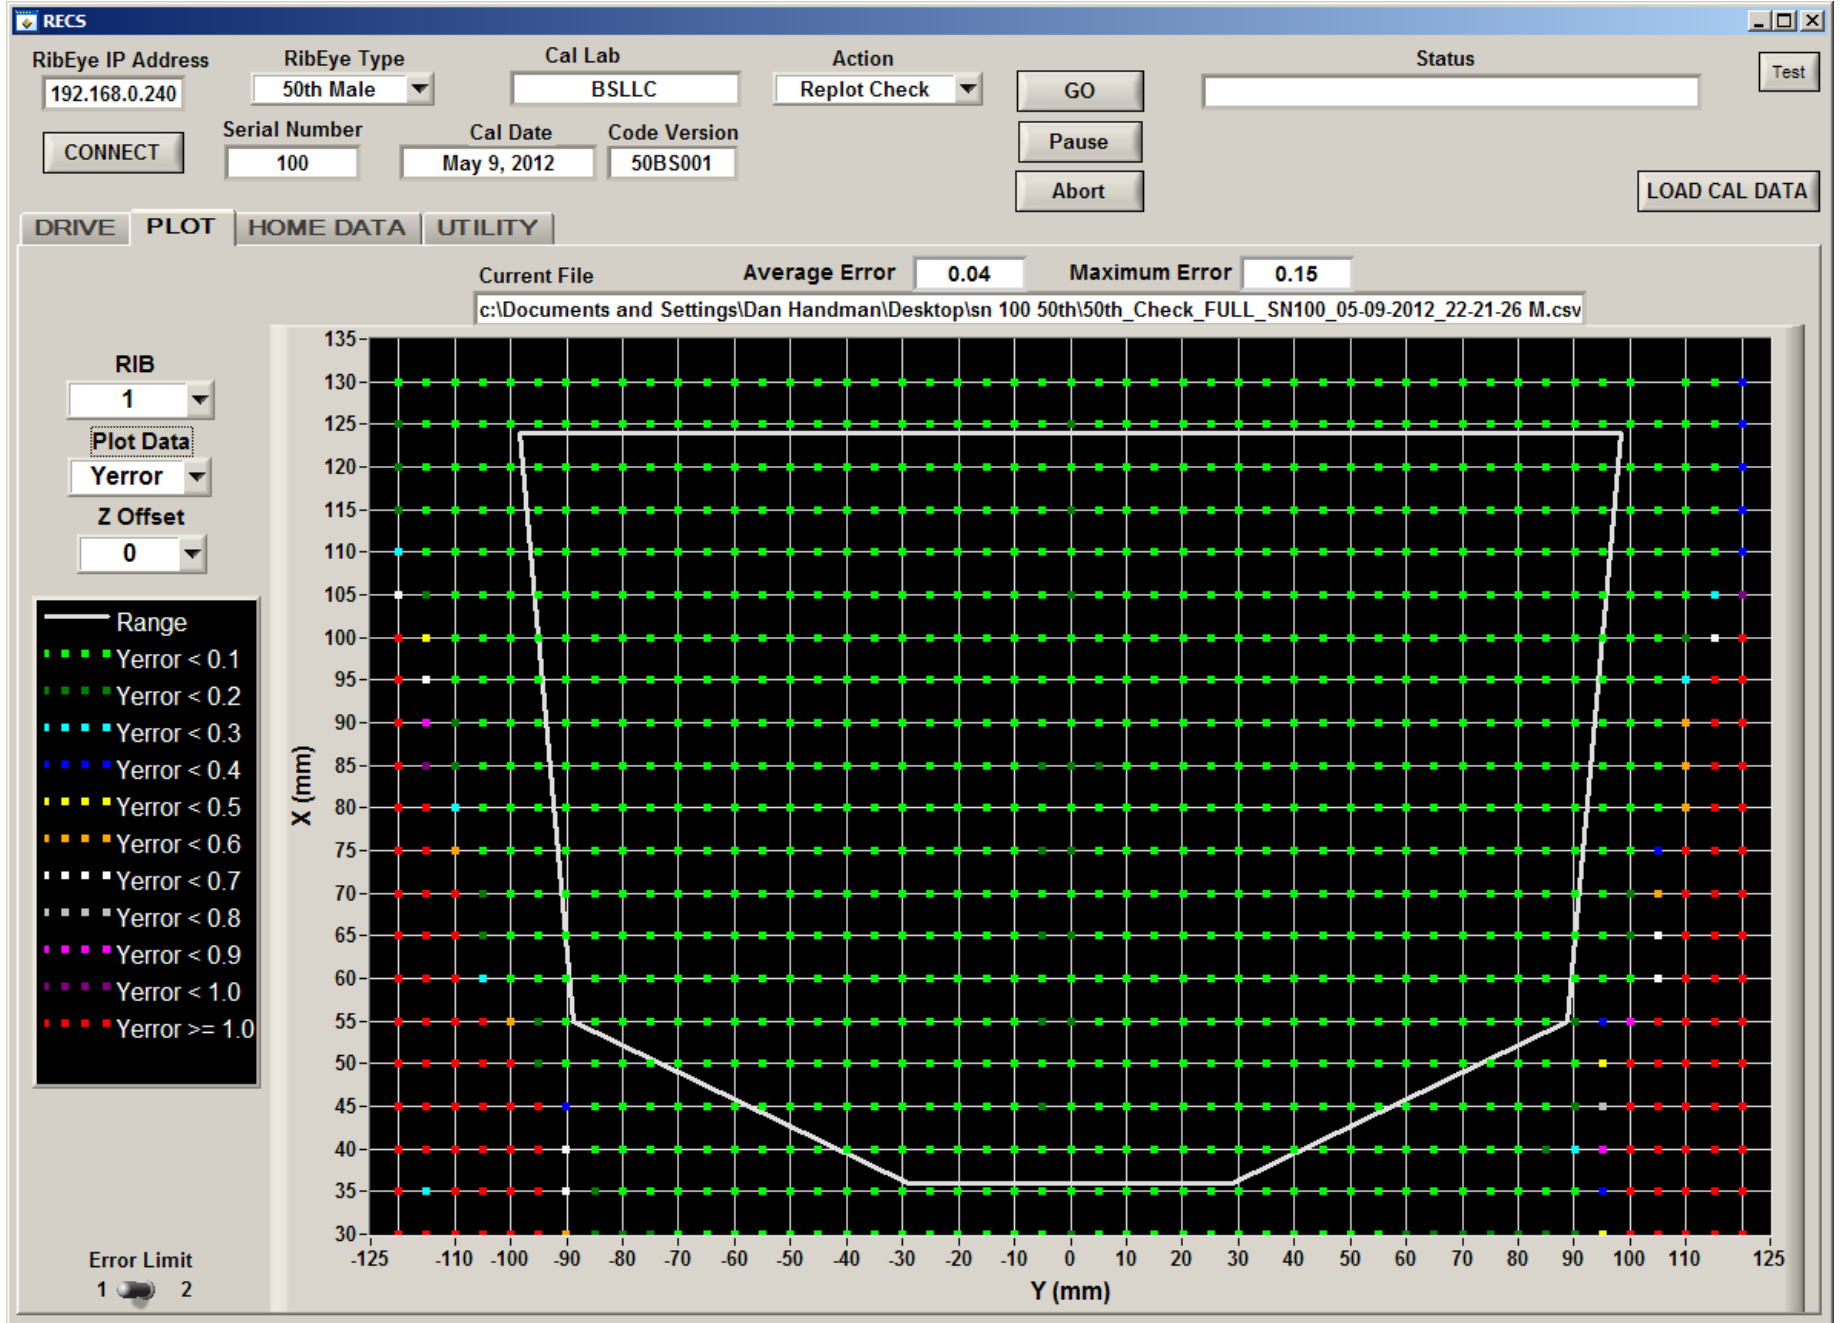 RECS
RibEye IP Address
192.168.0.240
RibEye Type
50th Male
Cal Lab
BSLLC
Action
Replot Check
GO
Status
Test
CONNECT
Serial Number
100
Cal Date
May 9, 2012
Code Version
50BS001
Pause
Abort
LOAD CAL DATA
DRIVE PLOT HOME DATA UTILITY
Current File
Average Error 0.04
Maximum Error 0.15
c:\Documents and Settings\Dan Handman\Desktop\sn 100 50th\50th_Check_FULL_SN100_05-09-2012_22-21-26 M.csv
RIB
1
Plot Data
Yerror
Z Offset
0
Range
Yerror < 0.1
Yerror < 0.2
Yerror < 0.3
Yerror < 0.4
Yerror < 0.5
Yerror < 0.6
Yerror < 0.7
Yerror < 0.8
Yerror < 0.9
Yerror < 1.0
Yerror >= 1.0
Error Limit
1 2
X (mm)
135
130
125
120
115
110
105
100
95
90
85
80
75
70
65
60
55
50
45
40
35
30
-125 -110 -100 -90 -80 -70 -60 -50 -40 -30 -20 -10 0 10 20 30 40 50 60 70 80 90 100 110 125
Y (mm)